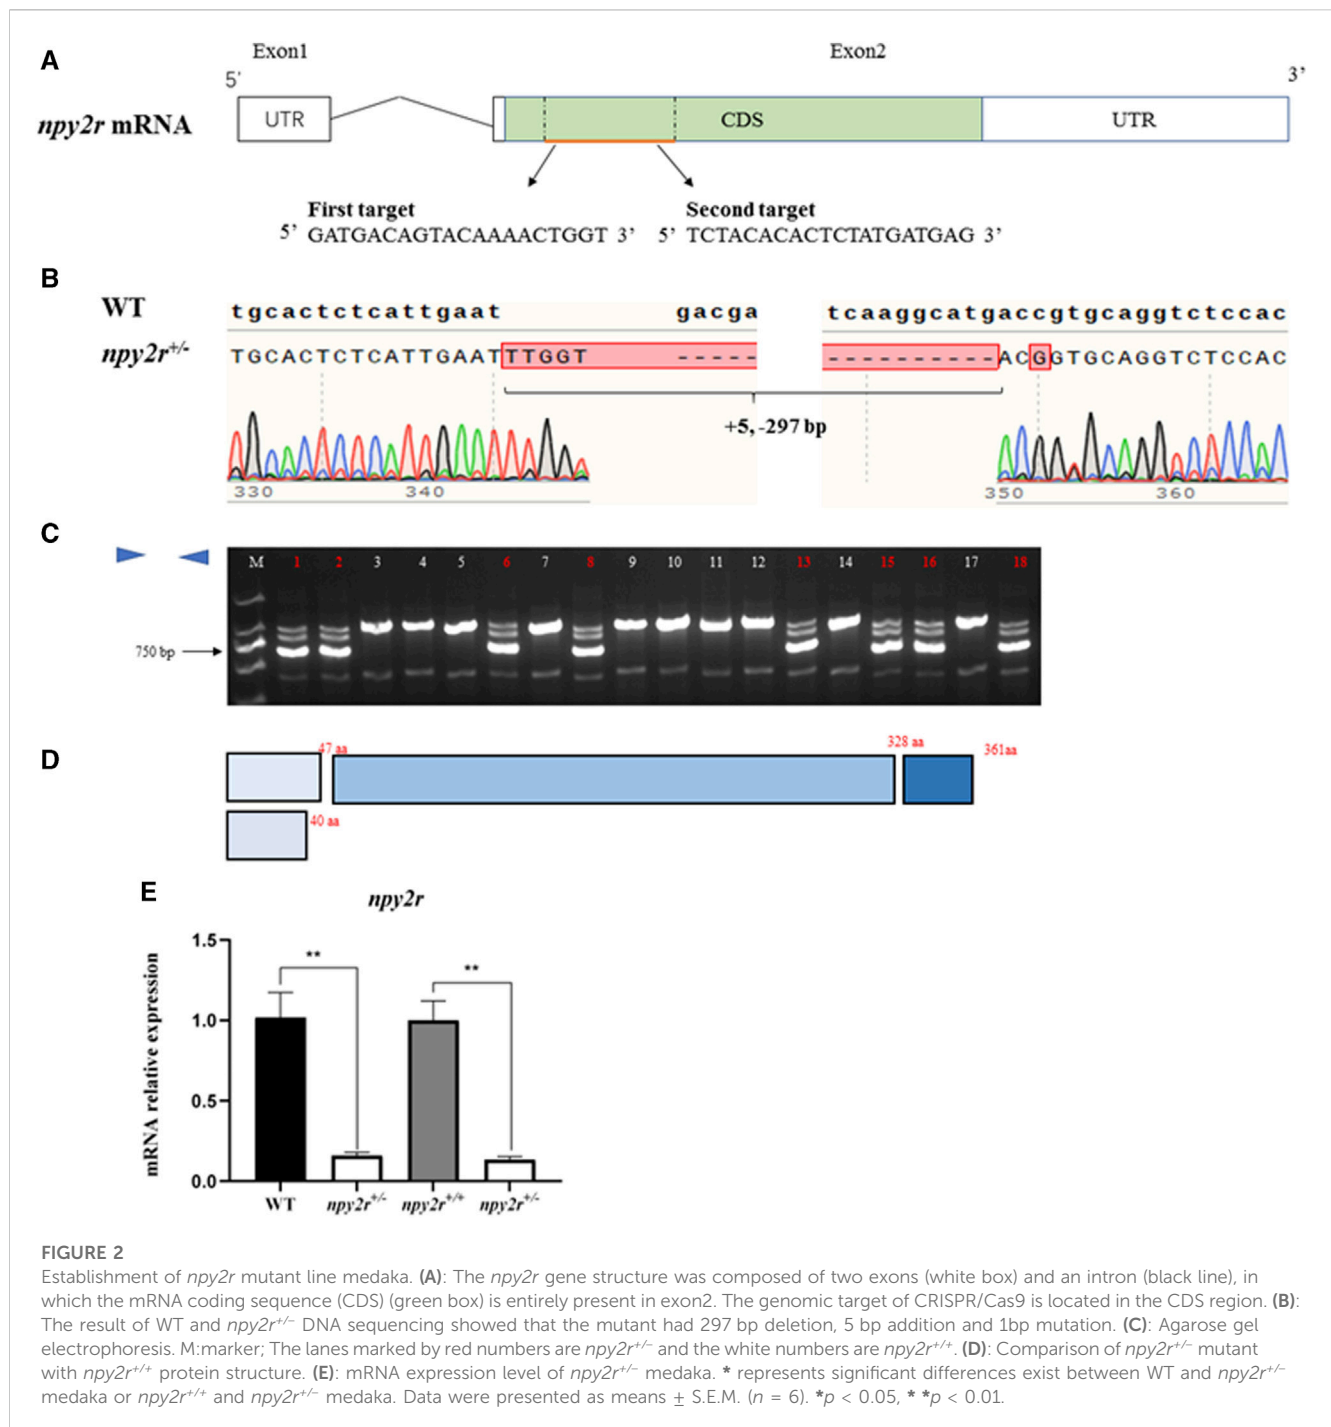 A
Exon1
Exon2
5’
3’
npy2r mRNA
UTR
CDS
UTR
First target
Second target
5’ GATGACAGTACAAAACTGGT 3’ 5’ TCTACACACTCTATGATGAG 3’
B
WT
tgcactctcattgaat gacga tcaaggcatgaccgtgcaggtctccac
npy2r+/-
TGCACTCTCATTGAATTTGGT ----- ----------ACGGTGCAGGTCTCCAC
+5, -297 bp
330 340 350 360
C
M 1 2 3 4 5 6 7 8 9 10 11 12 13 14 15 16 17 18
750 bp
D
47 aa
328 aa
361aa
40 aa
E
npy2r
mRNA relative expression
1.5
1.0
0.5
0.0
**
**
WT npy2r+/- npy2r+/+ npy2r+/-
FIGURE 2
Establishment of npy2r mutant line medaka. (A): The npy2r gene structure was composed of two exons (white box) and an intron (black line), in
which the mRNA coding sequence (CDS) (green box) is entirely present in exon2. The genomic target of CRISPR/Cas9 is located in the CDS region. (B):
The result of WT and npy2r+/− DNA sequencing showed that the mutant had 297 bp deletion, 5 bp addition and 1bp mutation. (C): Agarose gel
electrophoresis. M:marker; The lanes marked by red numbers are npy2r+/− and the white numbers are npy2r+/+. (D): Comparison of npy2r+/− mutant
with npy2r+/+ protein structure. (E): mRNA expression level of npy2r+/− medaka. * represents significant differences exist between WT and npy2r+/−
medaka or npy2r+/+ and npy2r+/− medaka. Data were presented as means ± S.E.M. (n = 6). *p < 0.05, * *p < 0.01.